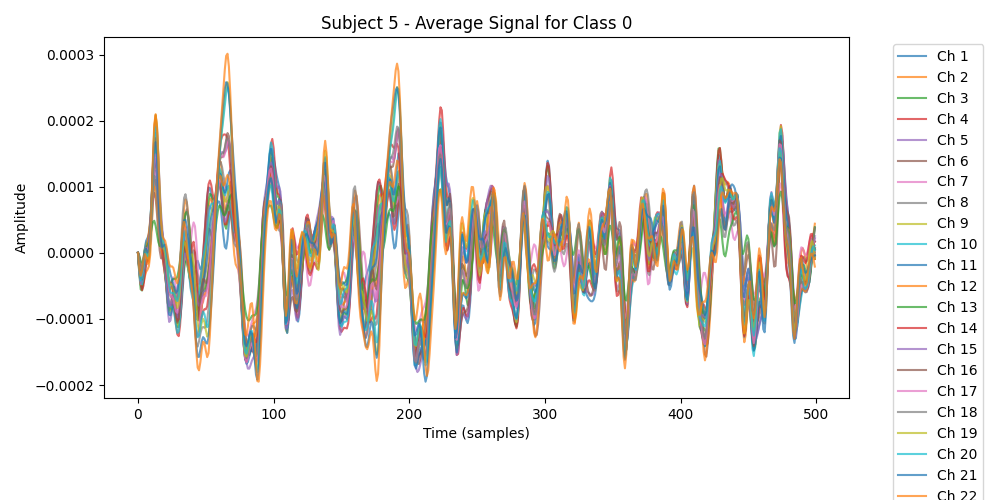 Subject 5 - Average Signal for Class 0
Amplitude
0.0003
0.0002
0.0001
0.0000
−0.0001
−0.0002
0
100
200
300
400
500
Time (samples)
Ch 1
Ch 2
Ch 3
Ch 4
Ch 5
Ch 6
Ch 7
Ch 8
Ch 9
Ch 10
Ch 11
Ch 12
Ch 13
Ch 14
Ch 15
Ch 16
Ch 17
Ch 18
Ch 19
Ch 20
Ch 21
Ch 22